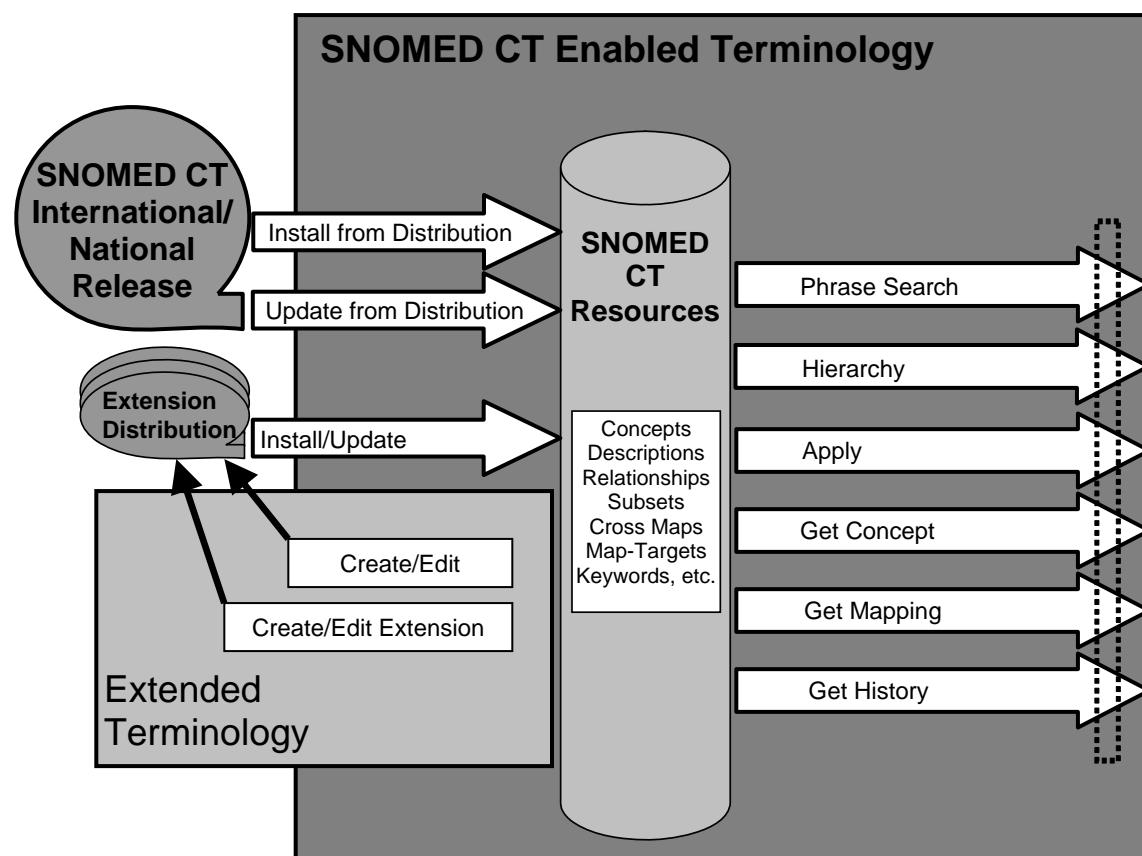 SNOMED CT Enabled Terminology
SNOMED CT
International/
National
Release
Install from Distribution
Update from Distribution
Extension
Distribution
Install/Update
Create/Edit
Create/Edit Extension
Extended
Terminology
SNOMED
CT
Resources
Concepts
Descriptions
Relationships
Subsets
Cross Maps
Map-Targets
Keywords, etc.
Phrase Search
Hierarchy
Apply
Get Concept
Get Mapping
Get History